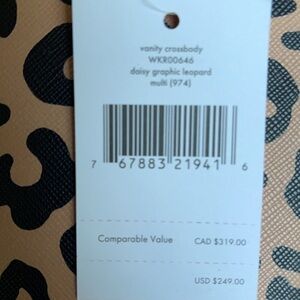 vanity crossbody
WKR00646
daisy graphic leopard
multi (974)
7 67883 21941 6
Comparable Value CAD $319.00
USD $249.00